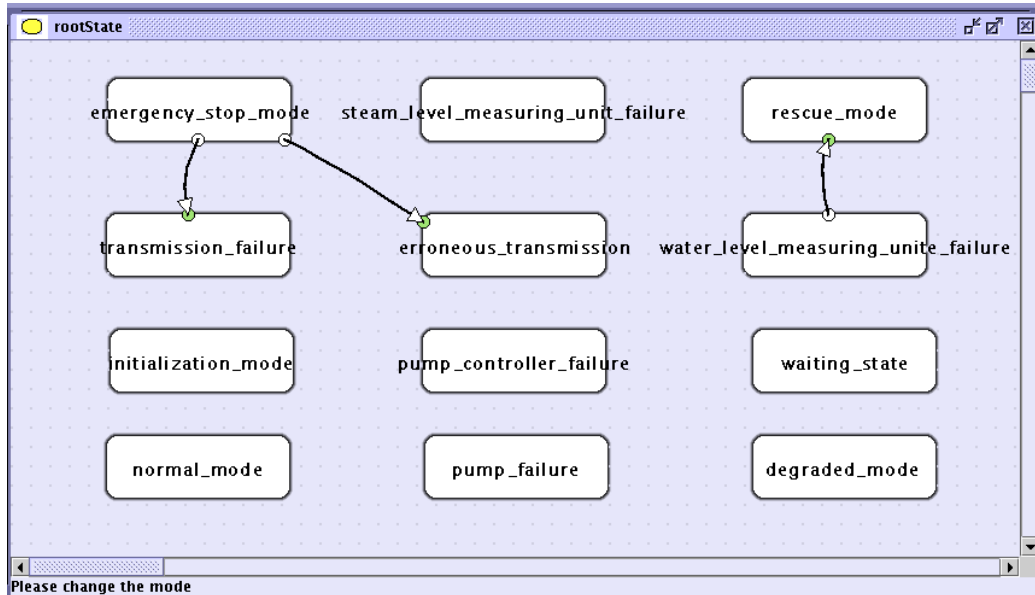 rootState
emergency_stop_mode
steam_level_measuring_unit_failure
rescue_mode
transmission_failure
erroneous_transmission
water_level_measuring_unite_failure
initialization_mode
pump_controller_failure
waiting_state
normal_mode
pump_failure
degraded_mode
Please change the mode